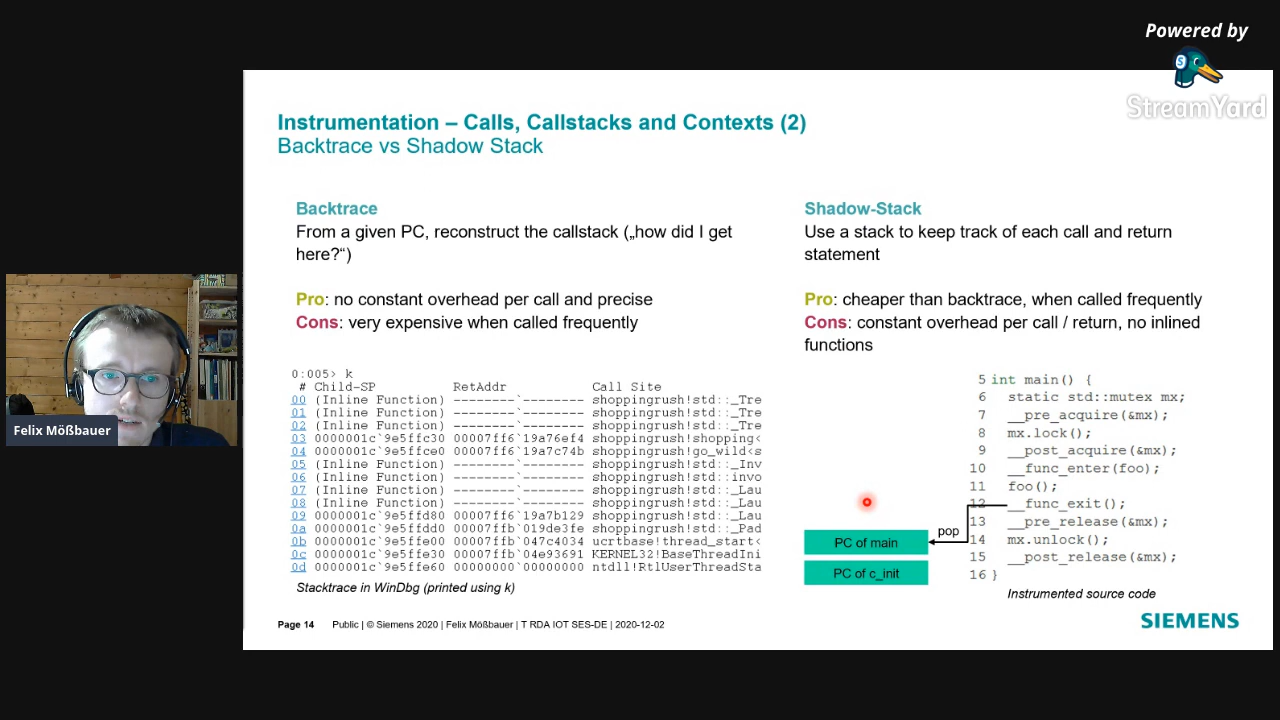 Powered by
StreamYard
Instrumentation – Calls, Callstacks and Contexts (2)
Backtrace vs Shadow Stack
Backtrace
From a given PC, reconstruct the callstack („how did I get
here?“)
Pro: no constant overhead per call and precise
Cons: very expensive when called frequently
0:005> k
# Child-SP RetAddr Call Site
00 (Inline Function) --------`-------- shoppingrush!std::_Tre
01 (Inline Function) --------`-------- shoppingrush!std::_Tre
02 (Inline Function) --------`-------- shoppingrush!std::_Tre
03 0000001c`9e5ffc30 00007ff6`19a76ef4 shoppingrush!shopping<
04 0000001c`9e5ffce0 00007ff6`19a7c74b shoppingrush!go_wild<s
05 (Inline Function) --------`-------- shoppingrush!std::_Inv
06 (Inline Function) --------`-------- shoppingrush!std::invo
07 (Inline Function) --------`-------- shoppingrush!std::_Lau
08 (Inline Function) --------`-------- shoppingrush!std::_Lau
09 0000001c`9e5ffd80 00007ff6`19a7b129 shoppingrush!std::_Lau
0a 0000001c`9e5ffdd0 00007ffb`019de3fe shoppingrush!std::_Pad
0b 0000001c`9e5ffe00 00007ffb`047c4034 ucrtbase!thread_start<
0c 0000001c`9e5ffe30 00007ffb`04e93691 KERNEL32!BaseThreadIni
0d 0000001c`9e5ffe60 00000000`00000000 ntdll!RtlUserThreadSta
Stacktrace in WinDbg (printed using k)
Shadow-Stack
Use a stack to keep track of each call and return
statement
Pro: cheaper than backtrace, when called frequently
Cons: constant overhead per call / return, no inlined
functions
5 int main() {
6 static std::mutex mx;
7 __pre_acquire(&mx);
8 mx.lock();
9 __post_acquire(&mx);
10 __func_enter(foo);
11 foo();
12 __func_exit();
13 __pre_release(&mx);
14 mx.unlock();
15 __post_release(&mx);
16 }
pop
PC of main
PC of c_init
Instrumented source code
Felix Mößbauer
Page 14 Public | © Siemens 2020 | Felix Mößbauer | T RDA IOT SES-DE | 2020-12-02
SIEMENS